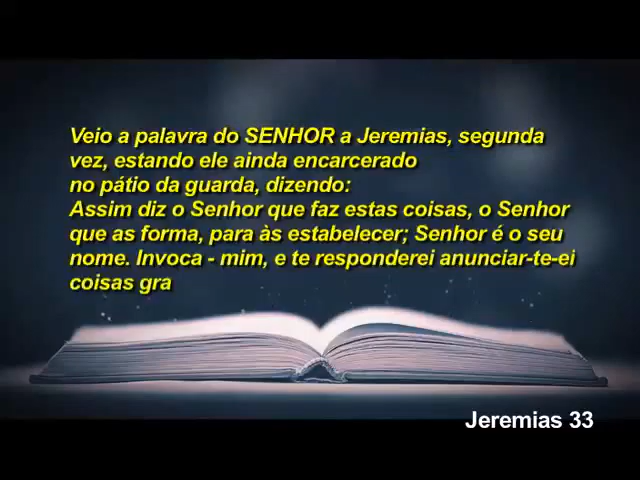 Veio a palavra do SENHOR a Jeremias, segunda
vez, estando ele ainda encarcerado
no pátio da guarda, dizendo:
Assim diz o Senhor que faz estas coisas, o Senhor
que as forma, para às estabelecer; Senhor é o seu
nome. Invoca - mim, e te responderei anunciar-te-ei
coisas gra
Jeremias 33